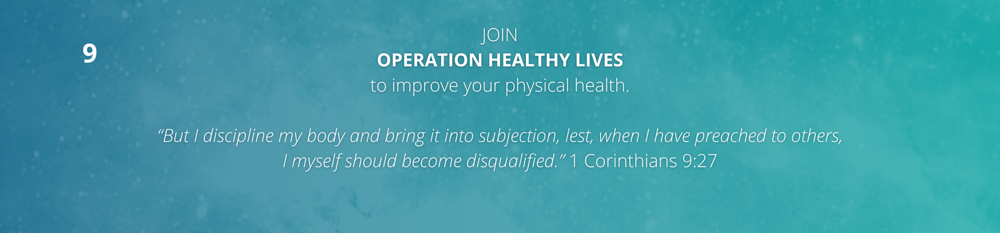 9
JOIN
OPERATION HEALTHY LIVES
to improve your physical health.
“But I discipline my body and bring it into subjection, lest, when I have preached to others,
I myself should become disqualified.” 1 Corinthians 9:27